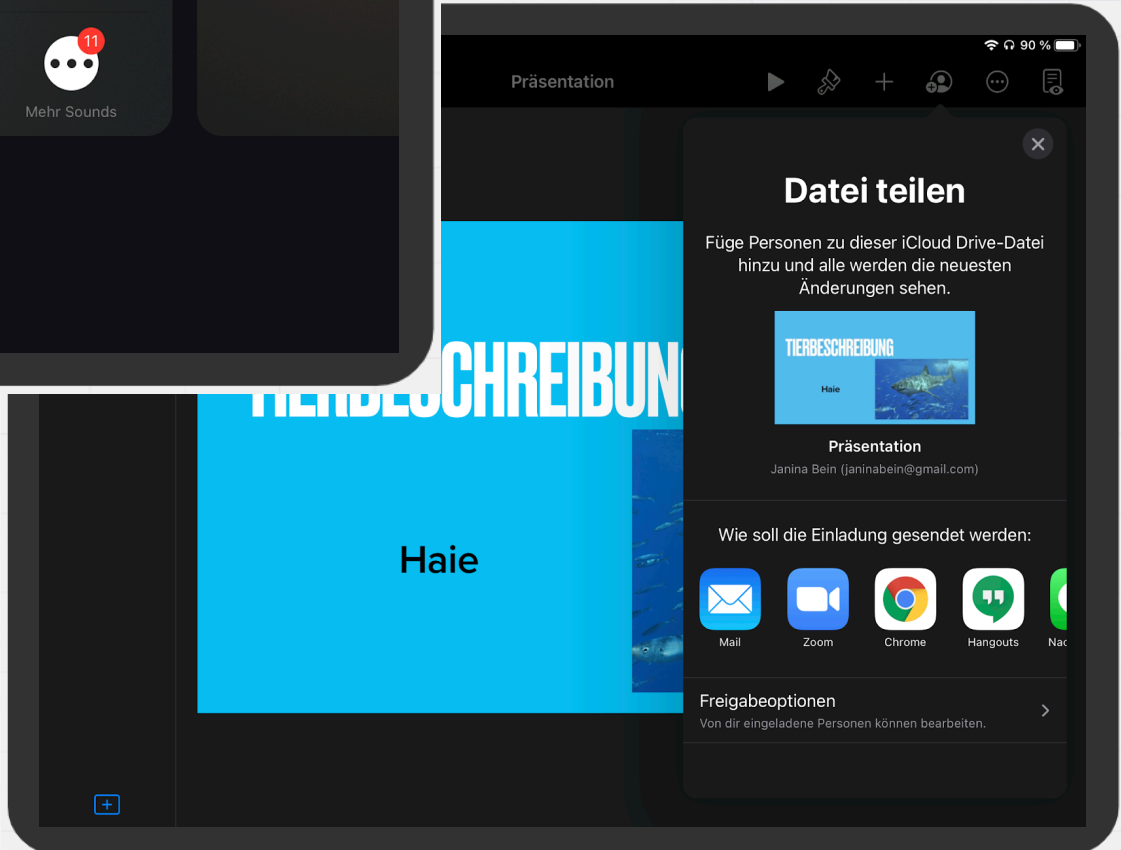 11
Mehr Sounds
90 %
Präsentation
Datei teilen
Füge Personen zu dieser iCloud Drive-Datei
hinzu und alle werden die neuesten
Änderungen sehen.
TIERBESCHREIBUNG
Haie
Präsentation
Janina Bein (janinabein@gmail.com)
Wie soll die Einladung gesendet werden:
Mail
Zoom
Chrome
Hangouts
Nac
Freigabeoptionen
Von dir eingeladene Personen können bearbeiten.
CHREIBUN
Haie